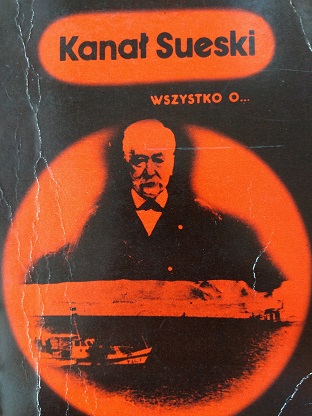 Kanał Sueski
WSZYSTKO O...